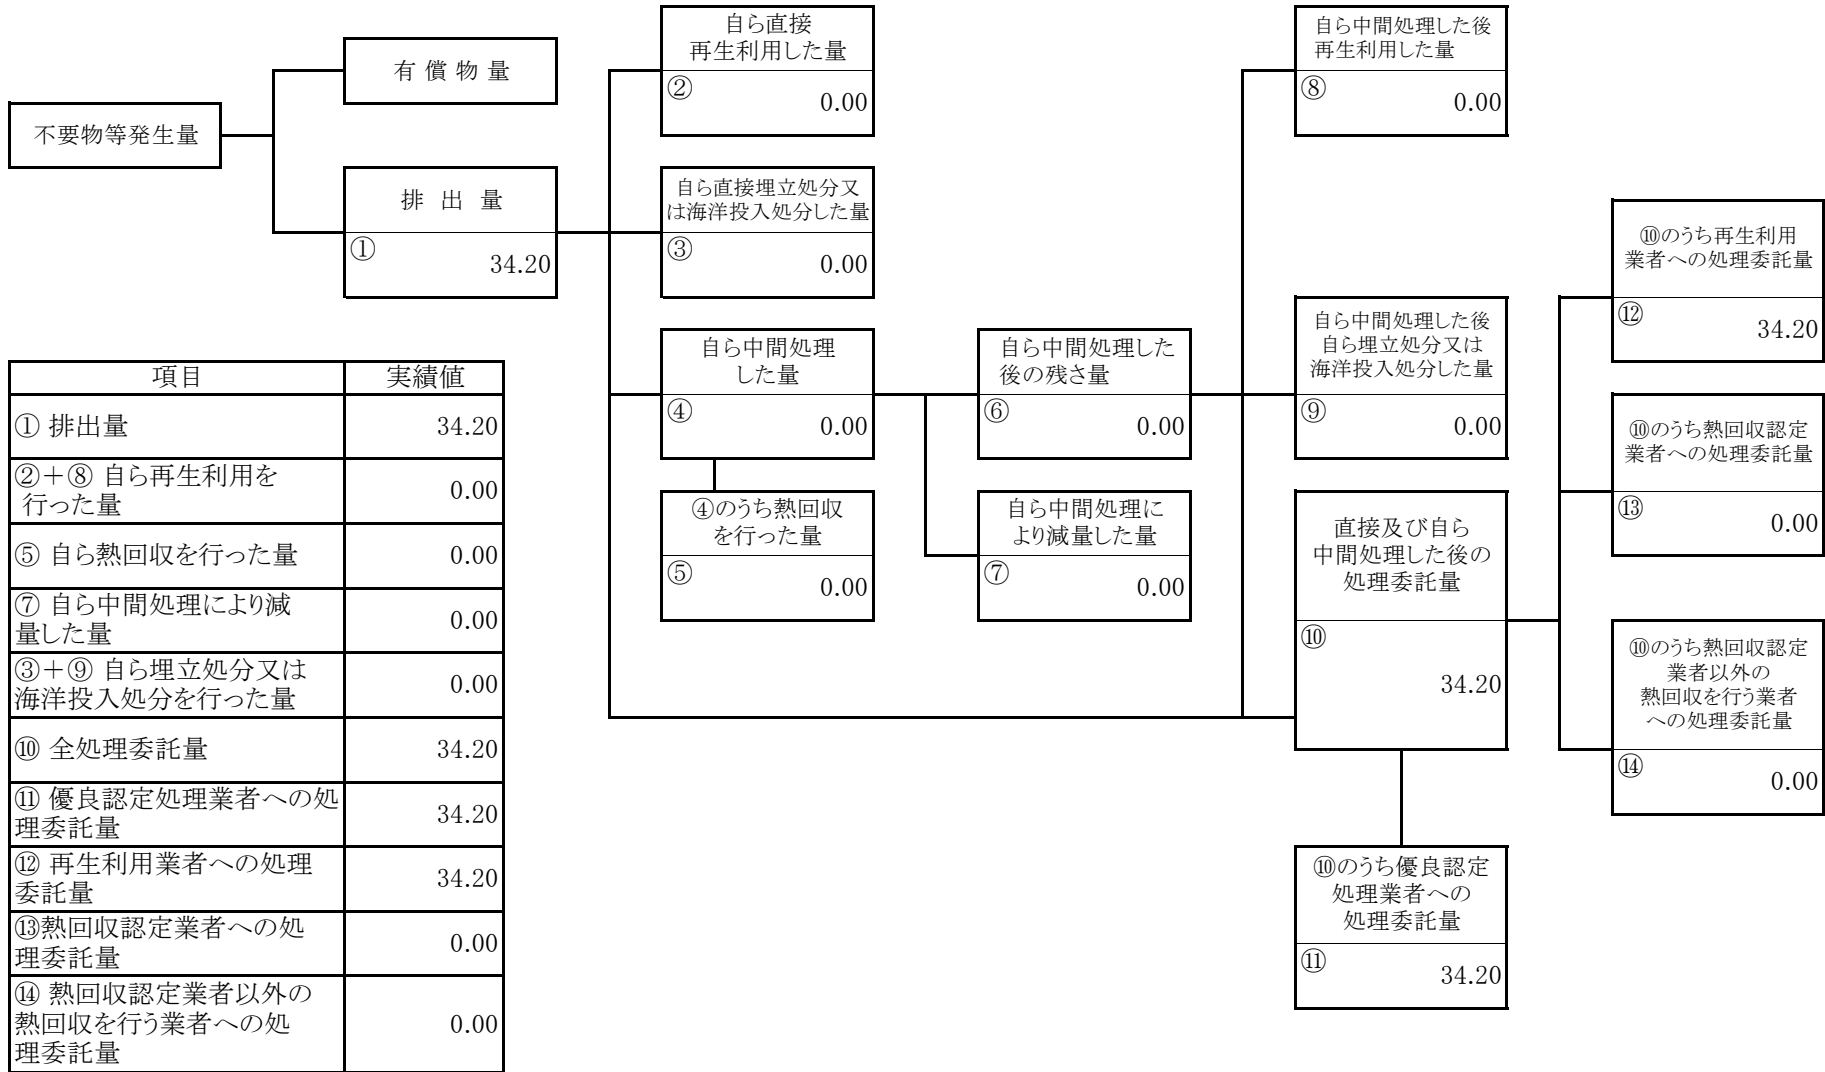 自ら直接
再生利用した量
②
0.00
自ら中間処理した後
再生利用した量
⑧
0.00
有 償 物 量
不要物等発生量
排 出 量
①
34.20
自ら直接埋立処分又
は海洋投入処分した量
③
0.00
⑩のうち再生利用
業者への処理委託量
⑫
34.20
自ら中間処理
した量
④
0.00
自ら中間処理した
後の残さ量
⑥
0.00
自ら中間処理した後
自ら埋立処分又は
海洋投入処分した量
⑨
0.00
⑩のうち熱回収認定
業者への処理委託量
⑬
0.00
④のうち熱回収
を行った量
⑤
0.00
自ら中間処理に
より減量した量
⑦
0.00
直接及び自ら
中間処理した後の
処理委託量
⑩
34.20
⑩のうち熱回収認定
業者以外の
熱回収を行う業者
への処理委託量
⑭
0.00
⑩のうち優良認定
処理業者への
処理委託量
⑪
34.20
項目 実績値
① 排出量 34.20
②＋⑧ 自ら再生利用を
行った量 0.00
⑤ 自ら熱回収を行った量 0.00
⑦ 自ら中間処理により減
量した量 0.00
③＋⑨ 自ら埋立処分又は
海洋投入処分を行った量 0.00
⑩ 全処理委託量 34.20
⑪ 優良認定処理業者への処
理委託量 34.20
⑫ 再生利用業者への処理
委託量 34.20
⑬熱回収認定業者への処
理委託量 0.00
⑭ 熱回収認定業者以外の
熱回収を行う業者への処
理委託量 0.00